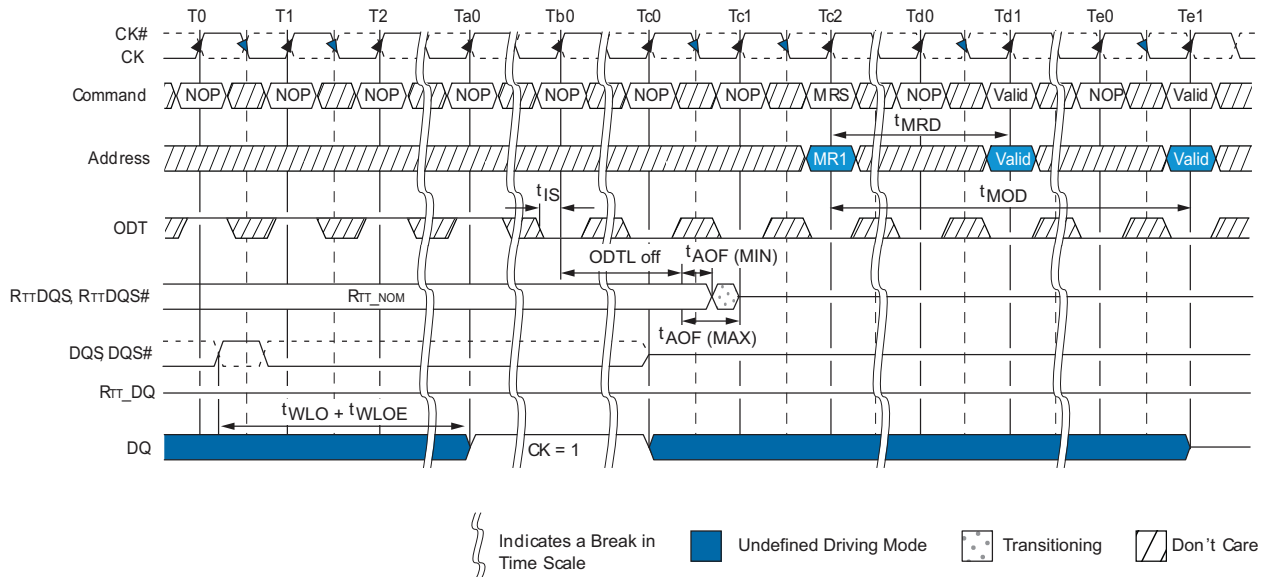 T0 T1 T2 Ta0 Tb0 Tc0 Tc1 Tc2 Td0 Td1 Te0 Te1
CK#
CK
Command NOP NOP NOP NOP NOP NOP NOP MRS NOP Valid NOP Valid
tMRD
Address MR1 Valid Valid
tIS
tMOD
ODT
ODTL off tAOF (MIN)
RTTDQS, RTTDQS# RTT_NOM
tAOF (MAX)
DQS, DQS#
RTT_DQ
tWLO + tWLOE
DQ CK = 1
Indicates a Break in
Time Scale
Undefined Driving Mode
Transitioning
Don't Care